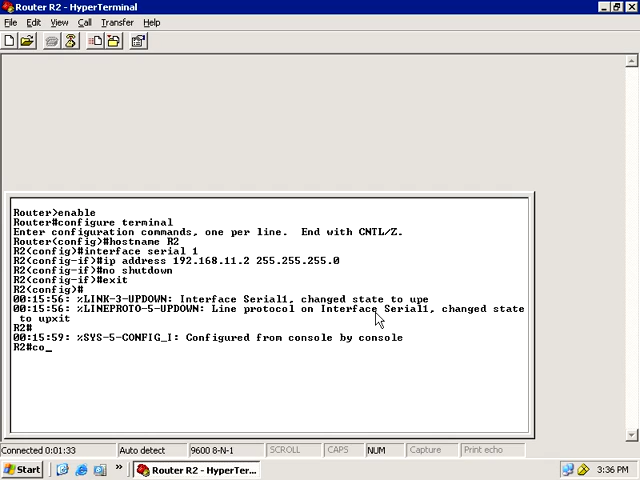 Router R2 - HyperTerminal
File Edit View Call Transfer Help
Router>enable
Router#configure terminal
Enter configuration commands, one per line.  End with CNTL/Z.
Router(config)#hostname R2
R2(config)#interface serial 1
R2(config-if)#ip address 192.168.11.2 255.255.255.0
R2(config-if)#no shutdown
R2(config-if)#exit
R2(config)#
00:15:56: %LINK-3-UPDOWN: Interface Serial1, changed state to upe
00:15:56: %LINEPROTO-5-UPDOWN: Line protocol on Interface Serial1, changed state
 to upxit
R2#
00:15:59: %SYS-5-CONFIG_I: Configured from console by console
R2#co_
Connected 0:01:33 Auto detect 9600 8-N-1 SCROLL CAPS NUM Capture Print echo
Start » Router R2 - HyperTer... 3:36 PM